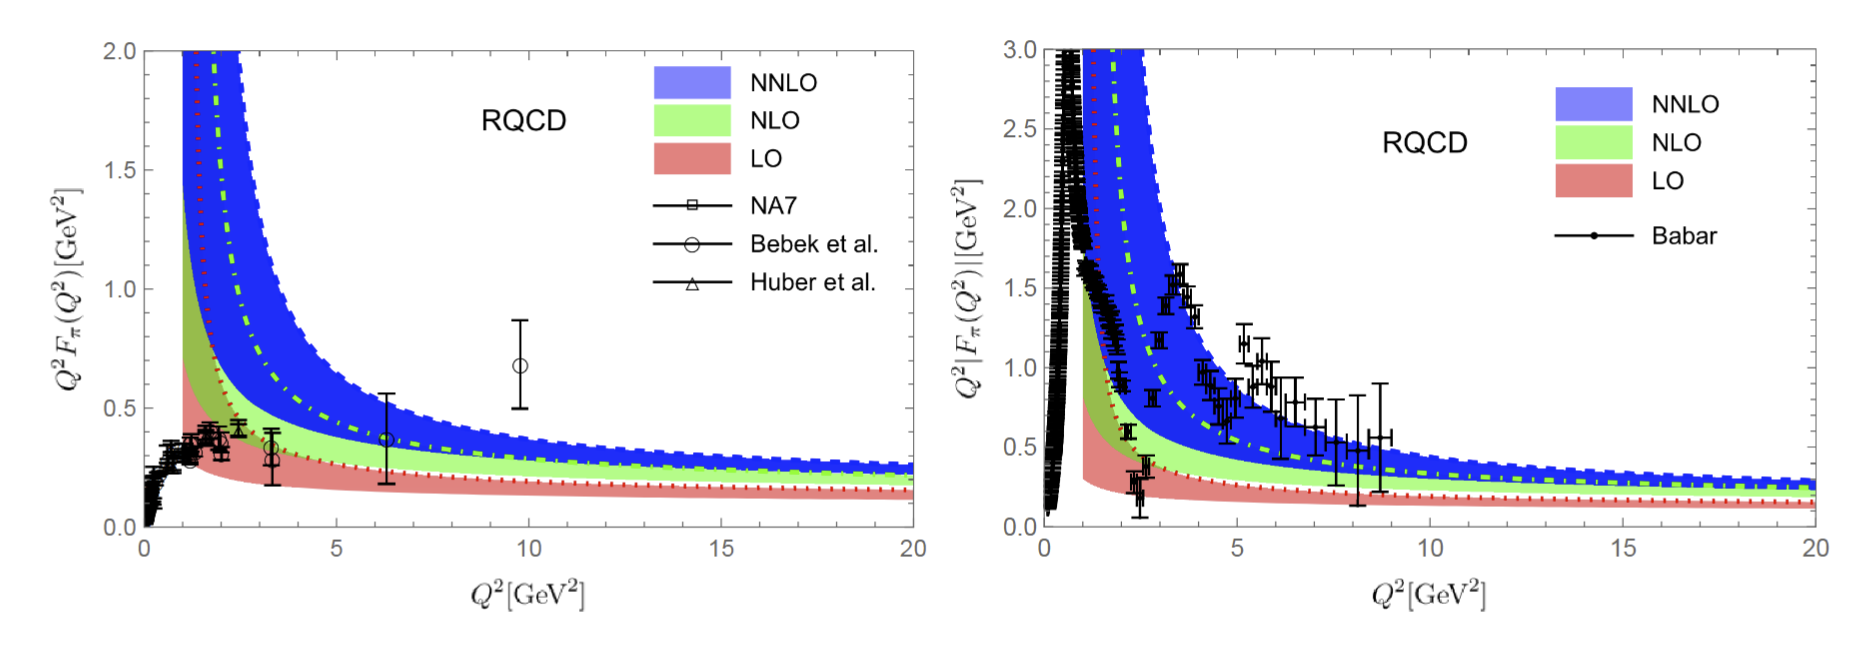 2.0
1.5
1.0
0.5
0.0
0
5
10
15
20
Q²F_π(Q²)[GeV²]
Q²[GeV²]
RQCD
NNLO
NLO
LO
NA7
Bebek et al.
Huber et al.
3.0
2.5
2.0
1.5
1.0
0.5
0.0
0
5
10
15
20
Q²|F_π(Q²)|[GeV²]
Q²[GeV²]
RQCD
NNLO
NLO
LO
Babar